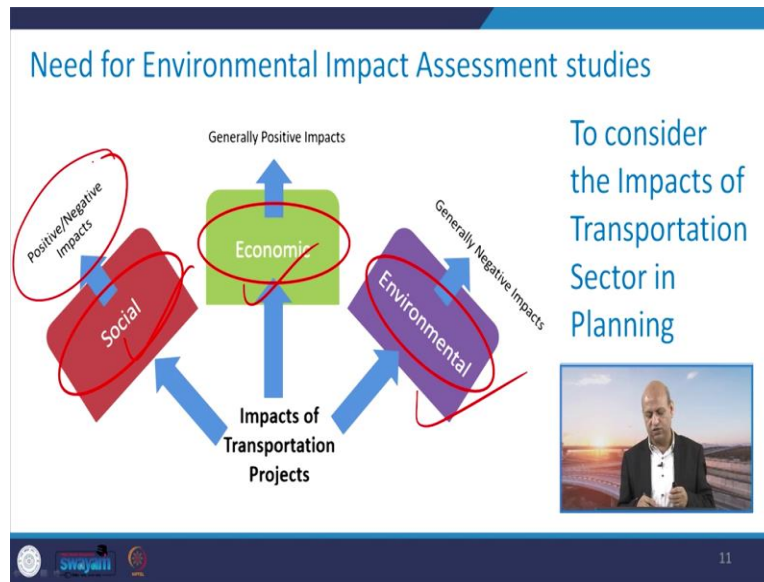 Need for Environmental Impact Assessment studies
Generally Positive Impacts
Positive/Negative
Impacts
Economic
Generally Negative Impacts
Social
Environmental
Impacts of
Transportation
Projects
To consider
the Impacts of
Transportation
Sector in
Planning
swayam
11